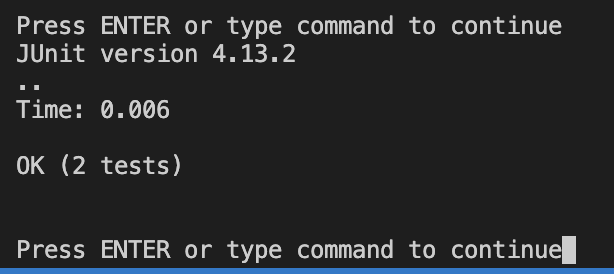 Press ENTER or type command to continue
JUnit version 4.13.2
..
Time: 0.006
OK (2 tests)
Press ENTER or type command to continue